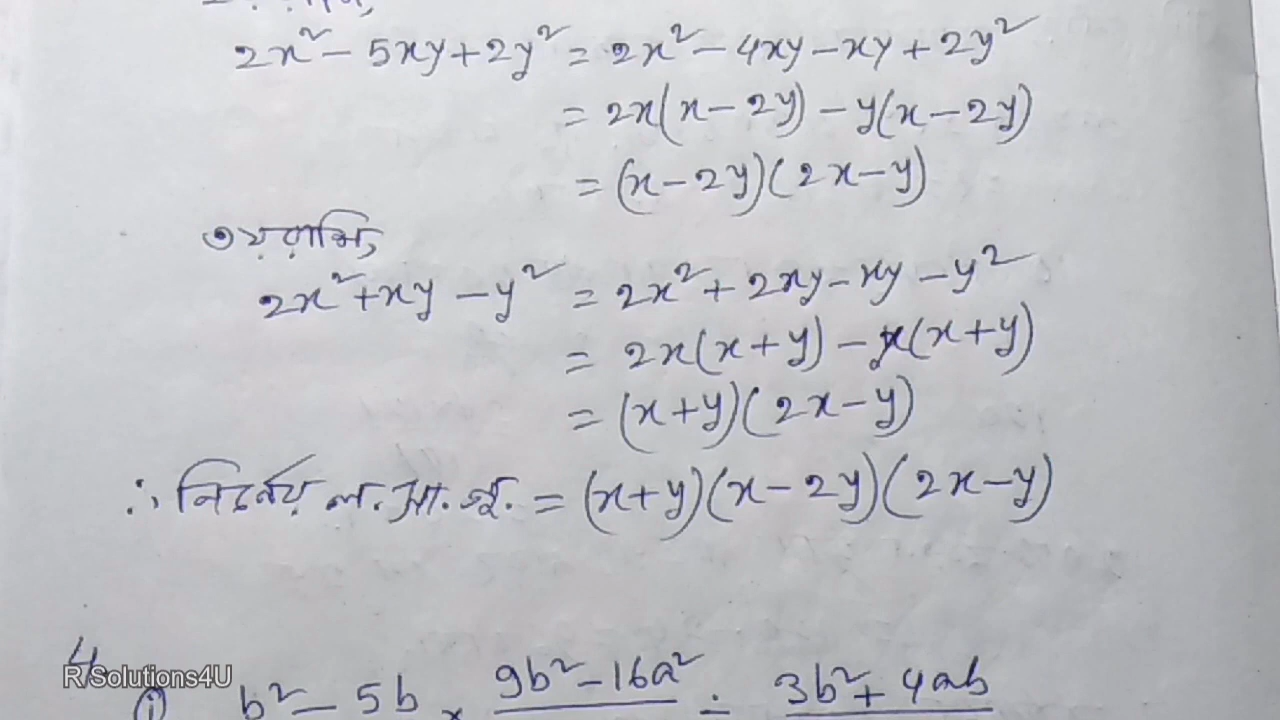 2x² - 5xy + 2y² = 2x² - 4xy - xy + 2y²
= 2x(x - 2y) - y(x - 2y)
= (x - 2y)(2x - y)
৩য় রাশি,
2x² + xy - y² = 2x² + 2xy - xy - y²
= 2x(x + y) - y(x + y)
= (x + y)(2x - y)
∴ নির্নেয় ল. সা. গু. = (x + y)(x - 2y)(2x - y)
4
R/Solutions4U
(i) b² - 5b × 9b² - 16a² ÷ 3b² + 4ab